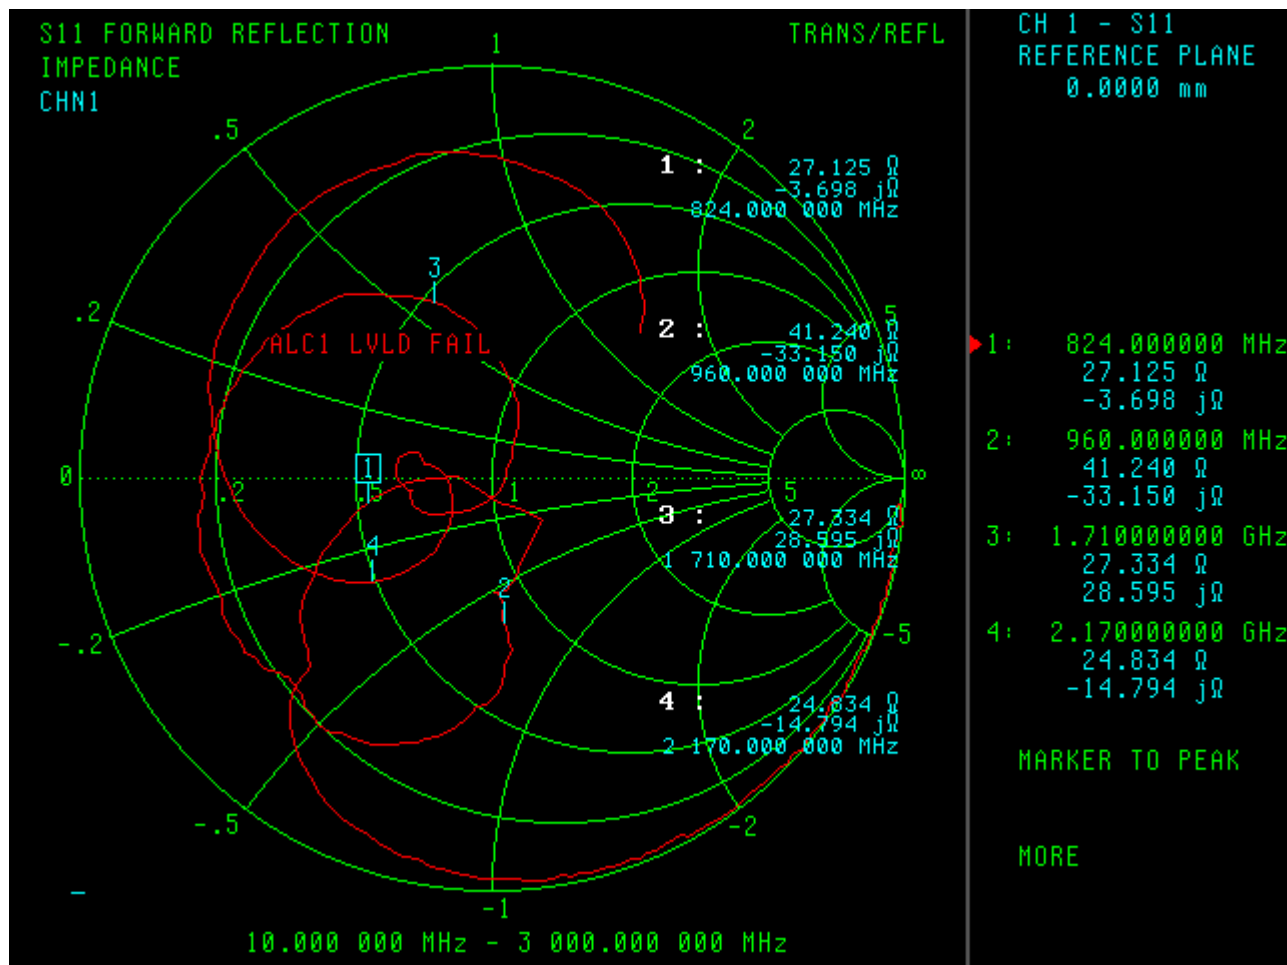 S11 FORWARD REFLECTION
TRANS/REFL
IMPEDANCE
CHN1
1
.5
2
1 :
27.125 Ω
-3.698 jΩ
824.000 000 MHz
3
.2
5
2 :
41.240 Ω
-33.150 jΩ
960.000 000 MHz
ALC1 LVLD FAIL
0
1
.2
.5
1
2
5
∞
3 :
27.334 Ω
28.595 jΩ
1 710.000 000 MHz
4
2
-.2
-5
4 :
24.834 Ω
-14.794 jΩ
2 170.000 000 MHz
-.5
-2
-1
10.000 000 MHz - 3 000.000 000 MHz
CH 1 - S11
REFERENCE PLANE
0.0000 mm
1: 824.000000 MHz
27.125 Ω
-3.698 jΩ
2: 960.000000 MHz
41.240 Ω
-33.150 jΩ
3: 1.710000000 GHz
27.334 Ω
28.595 jΩ
4: 2.170000000 GHz
24.834 Ω
-14.794 jΩ
MARKER TO PEAK
MORE